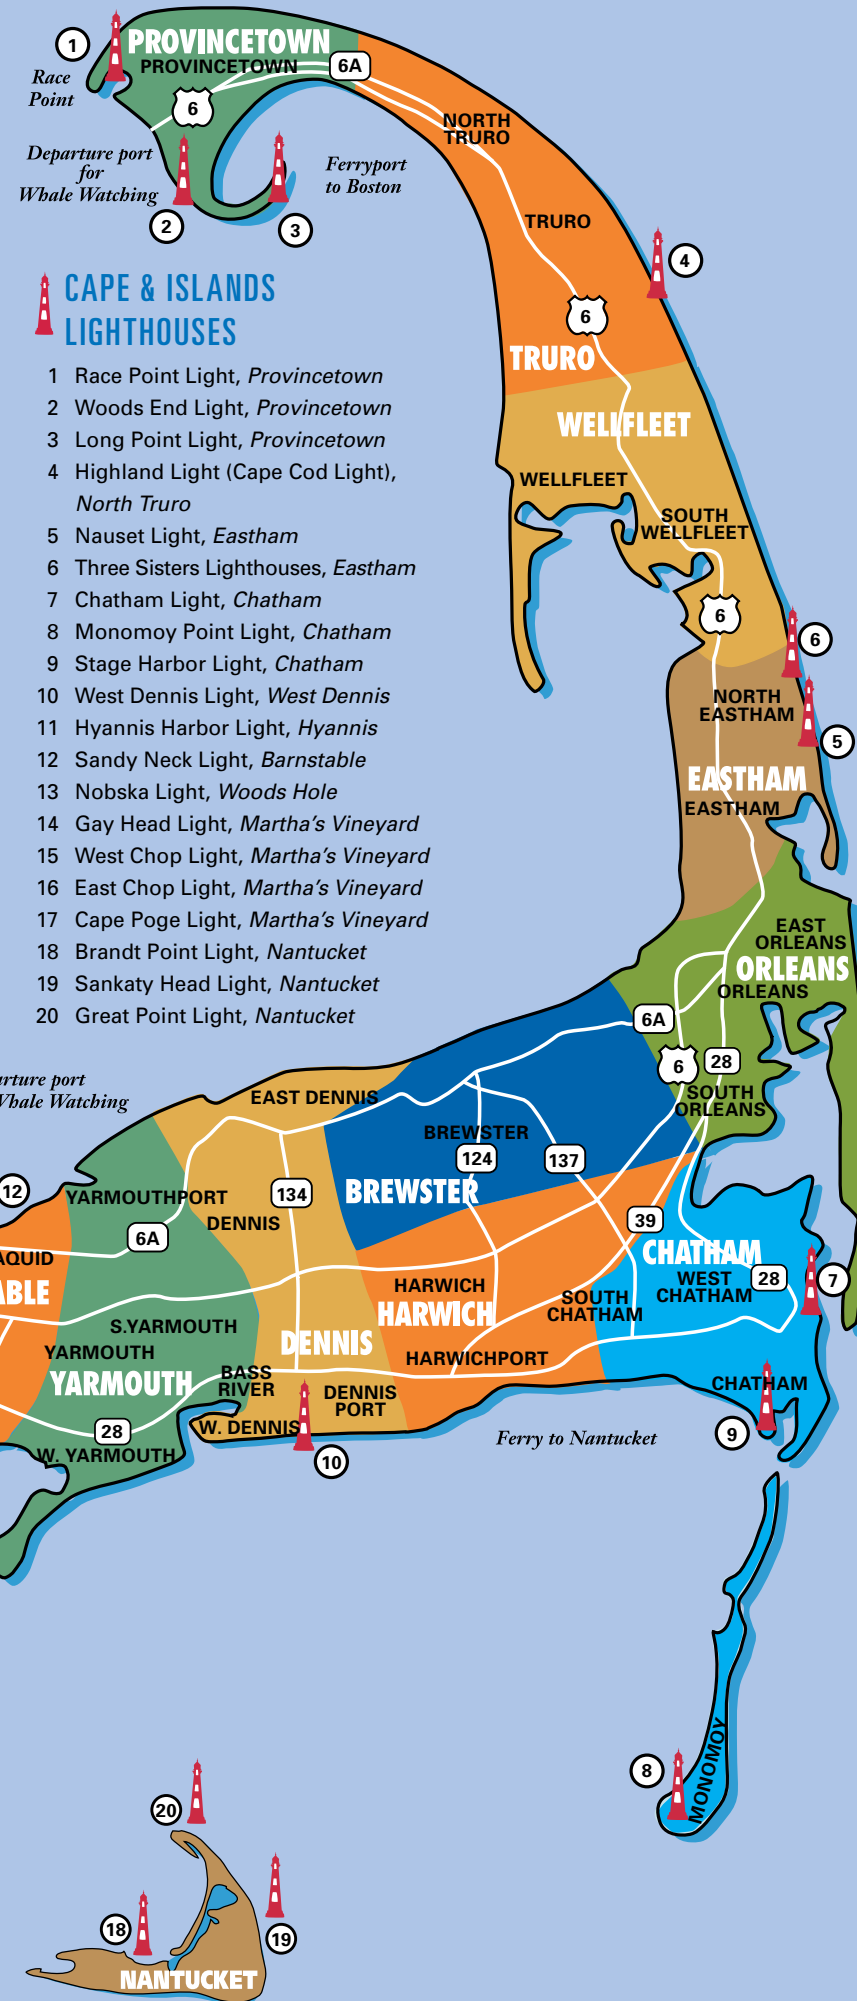 1
PROVINCETOWN
PROVINCETOWN
6A
Race
Point
6
NORTH
TRURO
Departure port
for
Whale Watching
Ferryport
to Boston
2
3
TRURO
4
6
TRURO
CAPE & ISLANDS
LIGHTHOUSES
1 Race Point Light, Provincetown
2 Woods End Light, Provincetown
3 Long Point Light, Provincetown
4 Highland Light (Cape Cod Light),
North Truro
5 Nauset Light, Eastham
6 Three Sisters Lighthouses, Eastham
7 Chatham Light, Chatham
8 Monomoy Point Light, Chatham
9 Stage Harbor Light, Chatham
10 West Dennis Light, West Dennis
11 Hyannis Harbor Light, Hyannis
12 Sandy Neck Light, Barnstable
13 Nobska Light, Woods Hole
14 Gay Head Light, Martha's Vineyard
15 West Chop Light, Martha's Vineyard
16 East Chop Light, Martha's Vineyard
17 Cape Poge Light, Martha's Vineyard
18 Brandt Point Light, Nantucket
19 Sankaty Head Light, Nantucket
20 Great Point Light, Nantucket
WELLFLEET
WELLFLEET
SOUTH
WELLFLEET
6
6
NORTH
EASTHAM
5
EASTHAM
EASTHAM
EAST
ORLEANS
ORLEANS
ORLEANS
6A
6
28
SOUTH
ORLEANS
arture port
Whale Watching
EAST DENNIS
BREWSTER
124
137
BREWSTER
12
YARMOUTHPORT
134
DENNIS
6A
39
AQUID
CHATHAM
WEST
CHATHAM
28
7
ABLE
HARWICH
HARWICH
SOUTH
CHATHAM
S.YARMOUTH
YARMOUTH
YARMOUTH
DENNIS
HARWICHPORT
BASS
RIVER
DENNIS
PORT
CHATHAM
28
W. DENNIS
W. YARMOUTH
10
Ferry to Nantucket
9
8
MONOMOY
20
18
19
NANTUCKET